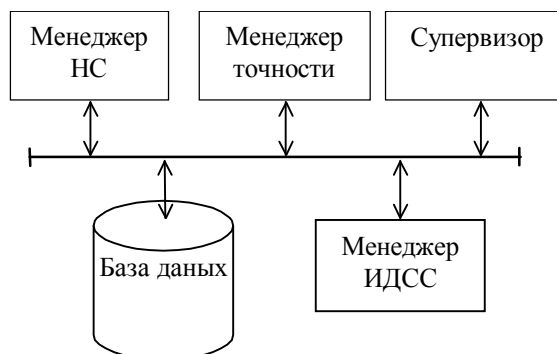 Менеджер
НС
Менеджер
точности
Супервизор
База даных
Менеджер
ИДСС